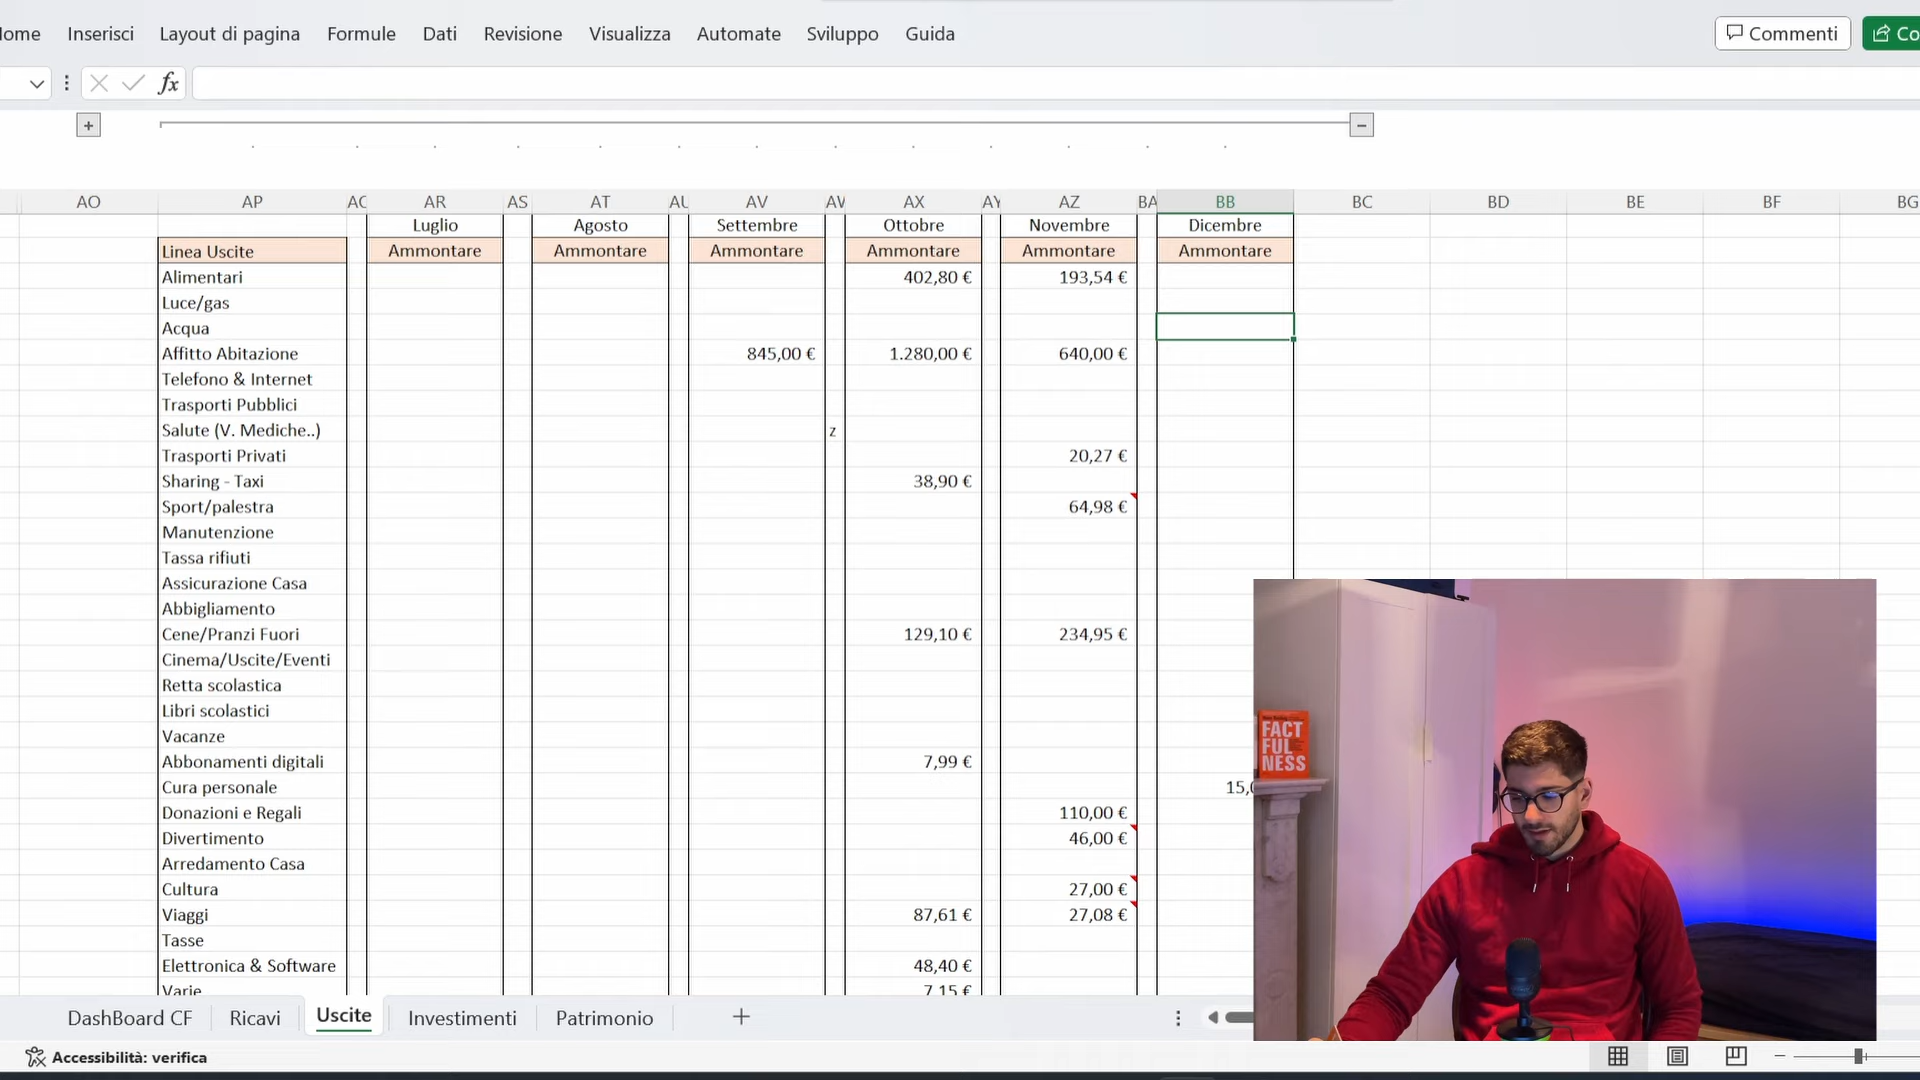 Inserisci Layout di pagina Formule Dati Revisione Visualizza Automate Sviluppo Guida Commenti
fx
AO AP AR AS AT AV AX AZ BA BB BC BD BE BF BG
Luglio Agosto Settembre Ottobre Novembre Dicembre
Linea Uscite Ammontare Ammontare Ammontare Ammontare Ammontare Ammontare
Alimentari 402,80 € 193,54 €
Luce/gas
Acqua
Affitto Abitazione 845,00 € 1.280,00 € 640,00 €
Telefono & Internet
Trasporti Pubblici
Salute (V. Mediche..) z
Trasporti Privati 20,27 €
Sharing - Taxi 38,90 €
Sport/palestra 64,98 €
Manutenzione
Tassa rifiuti
Assicurazione Casa
Abbigliamento
Cene/Pranzi Fuori 129,10 € 234,95 €
Cinema/Uscite/Eventi
Retta scolastica
Libri scolastici
Vacanze
Abbonamenti digitali 7,99 €
Cura personale
Donazioni e Regali 110,00 €
Divertimento 46,00 €
Arredamento Casa
Cultura 27,00 €
Viaggi 87,61 € 27,08 €
Tasse
Elettronica & Software 48,40 €
Varie 7,15 €
FACT
FUL
NESS
DashBoard CF Ricavi Uscite Investimenti Patrimonio
Accessibilità: verifica